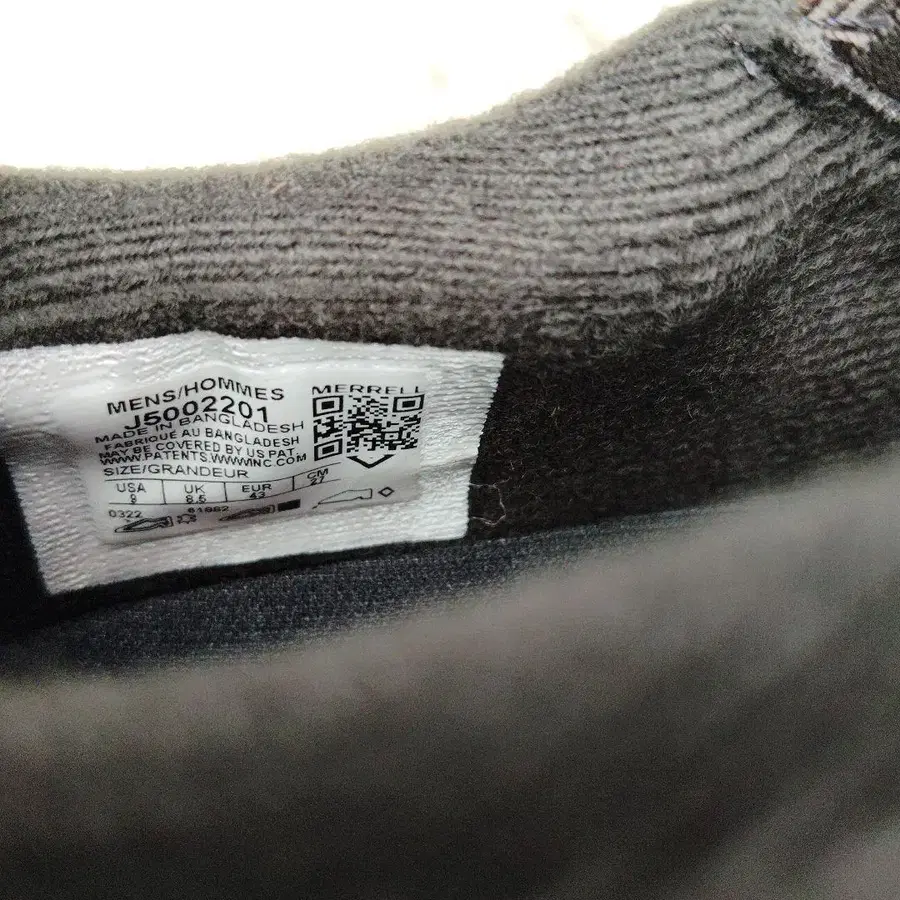 MENS/HOMMES
MERRELL
J5002201
MADE IN BANGLADESH
FABRIQUE AU BANGLADESH
MAY BE COVERED BY US PAT
WWW.PATENTS.WWWINC.COM
SIZE/GRANDEUR
USA UK EUR CM
9 8.5 43 27
0322 61882